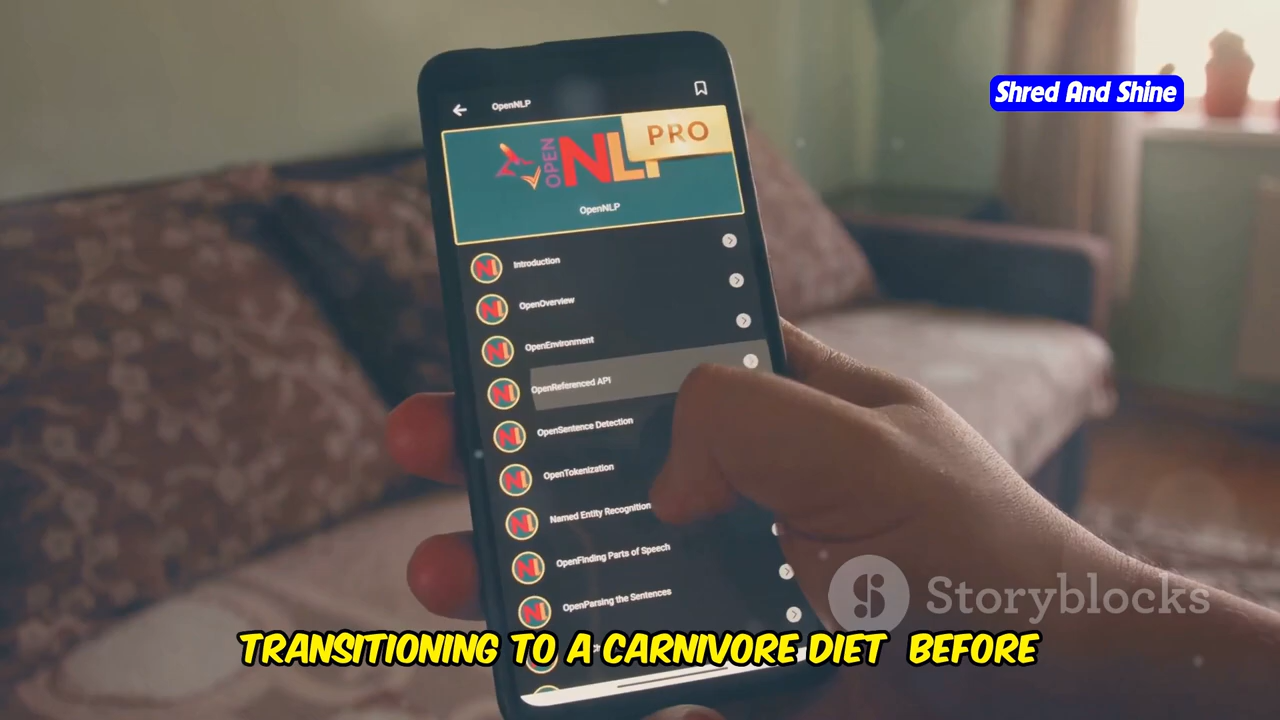 Shred And Shine
OpenNLP
PRO
OPEN
NLP
OpenNLP
Introduction
OpenOverview
OpenEnvironment
OpenReferenced API
OpenSentence Detection
OpenTokenization
Named Entity Recognition
OpenFinding Parts of Speech
OpenParsing the Sentences
Storyblocks
TRANSITIONING TO A CARNIVORE DIET BEFORE